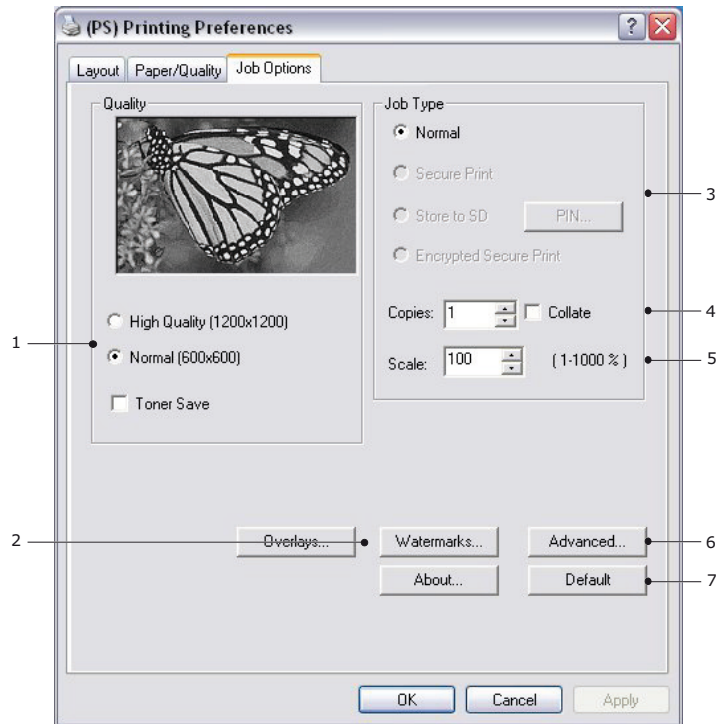 (PS) Printing Preferences
Layout Paper/Quality Job Options
Quality
High Quality (1200x1200)
Normal (600x600)
Toner Save
Job Type
Normal
Secure Print
Store to SD PIN...
Encrypted Secure Print
Copies: 1 Collate
Scale: 100 (1-1000 %)
Overlays... Watermarks... Advanced...
About... Default
OK Cancel Apply
1
2
3
4
5
6
7